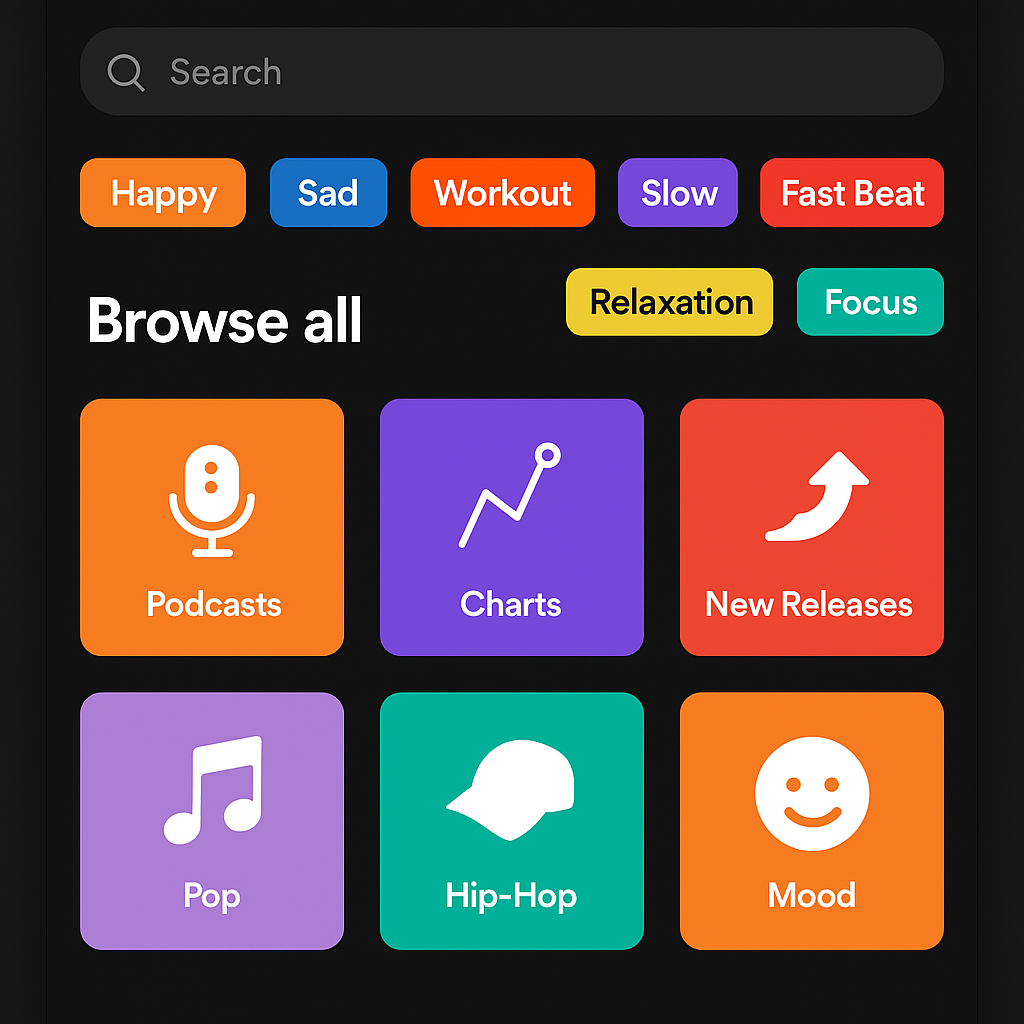 Search
Happy Sad Workout Slow Fast Beat
Relaxation Focus
Browse all
Podcasts Charts New Releases
Pop Hip-Hop Mood